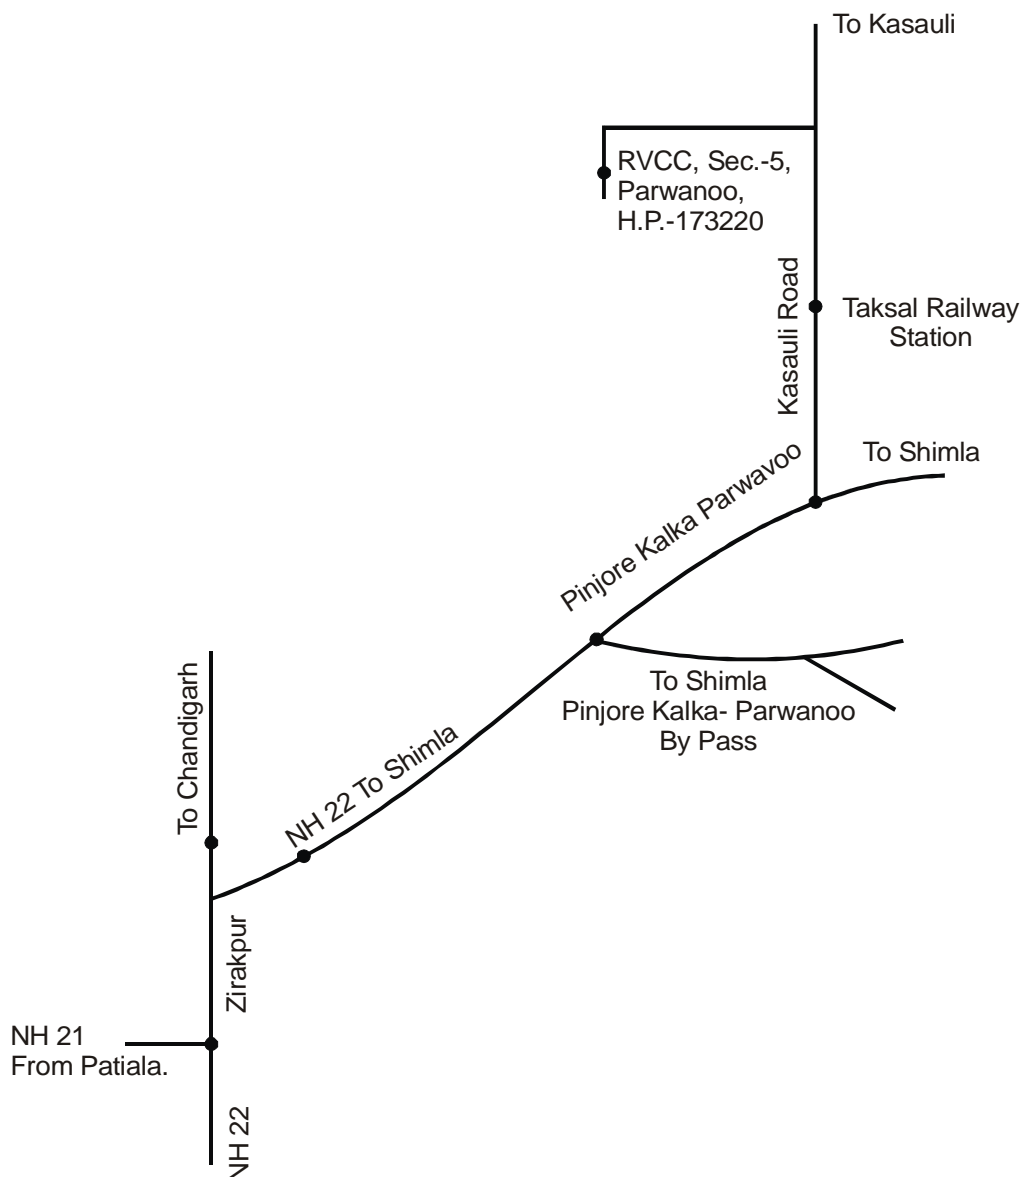 To Kasauli
RVCC, Sec.-5,
Parwanoo,
H.P.-173220
Kasauli Road
Taksal Railway
Station
To Shimla
Pinjore Kalka Parwavoo
To Shimla
Pinjore Kalka- Parwanoo
By Pass
To Chandigarh
NH 22 To Shimla
Zirakpur
NH 21
From Patiala.
NH 22